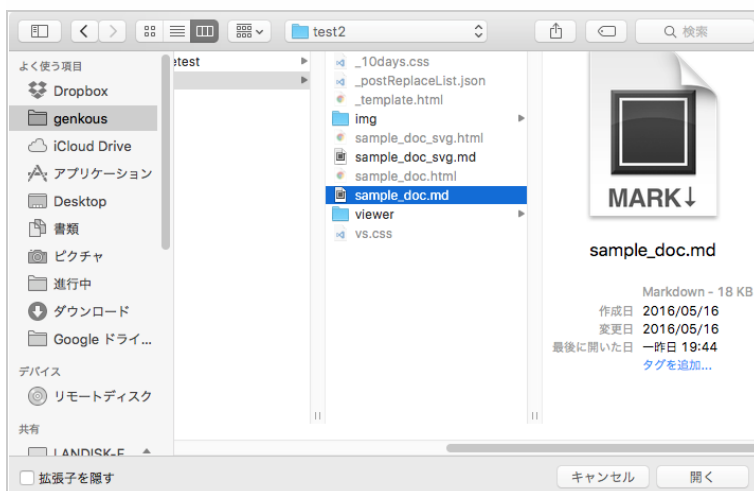 test2
検索
よく使う項目
Dropbox
genkous
iCloud Drive
アプリケーション
Desktop
書類
ピクチャ
進行中
ダウンロード
Google ドライ...
デバイス
リモートディスク
共有
etest
_10days.css
_postReplaceList.json
_template.html
img
sample_doc_svg.html
sample_doc_svg.md
sample_doc.html
sample_doc.md
viewer
vs.css
MARK↓
sample_doc.md
Markdown - 18 KB
作成日 2016/05/16
変更日 2016/05/16
最後に開いた日 一昨日 19:44
タグを追加...
拡張子を隠す
キャンセル
開く